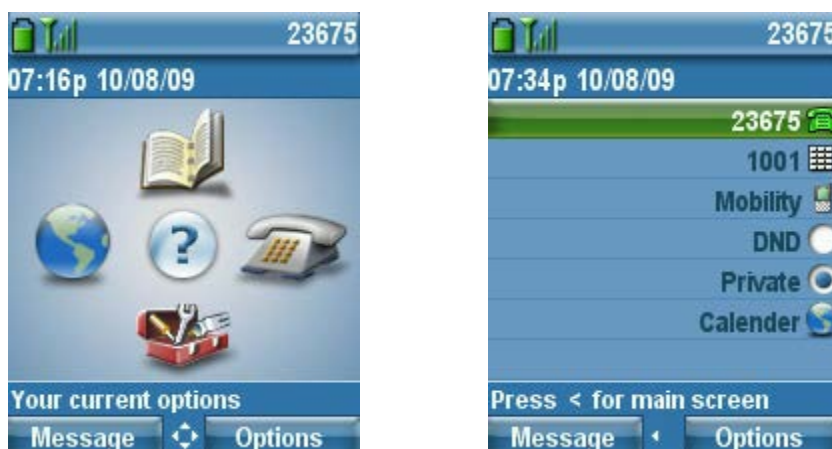 23675
07:16p 10/08/09
?
Your current options
Message Options
23675
07:34p 10/08/09
23675
1001
Mobility
DND
Private
Calender
Press < for main screen
Message Options